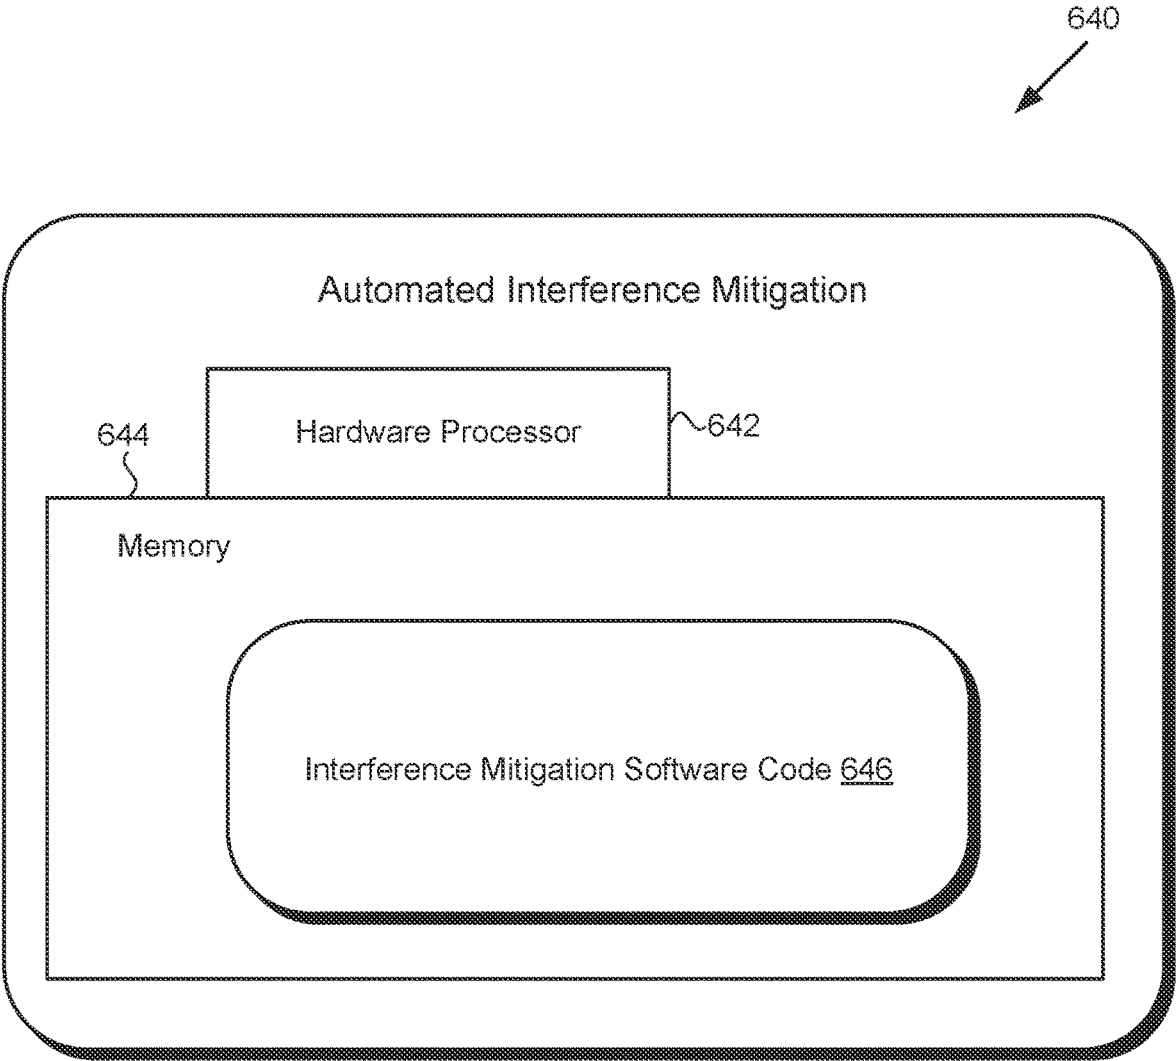 640
Automated Interference Mitigation
Hardware Processor
642
644
Memory
Interference Mitigation Software Code 646